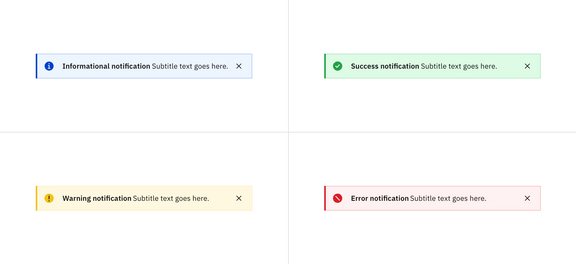 Informational notification Subtitle text goes here.
Success notification Subtitle text goes here.
Warning notification Subtitle text goes here.
Error notification Subtitle text goes here.